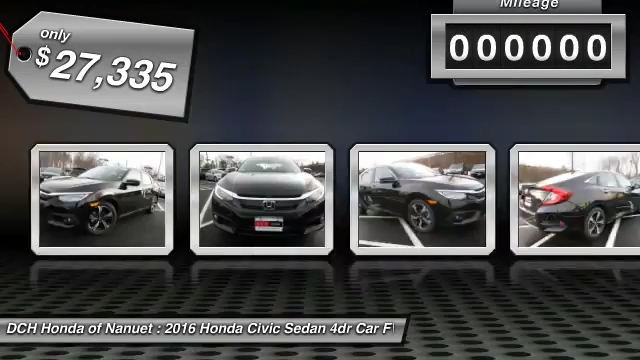 only
$27,335
Mileage
000000
DCH Honda of Nanuet : 2016 Honda Civic Sedan 4dr Car